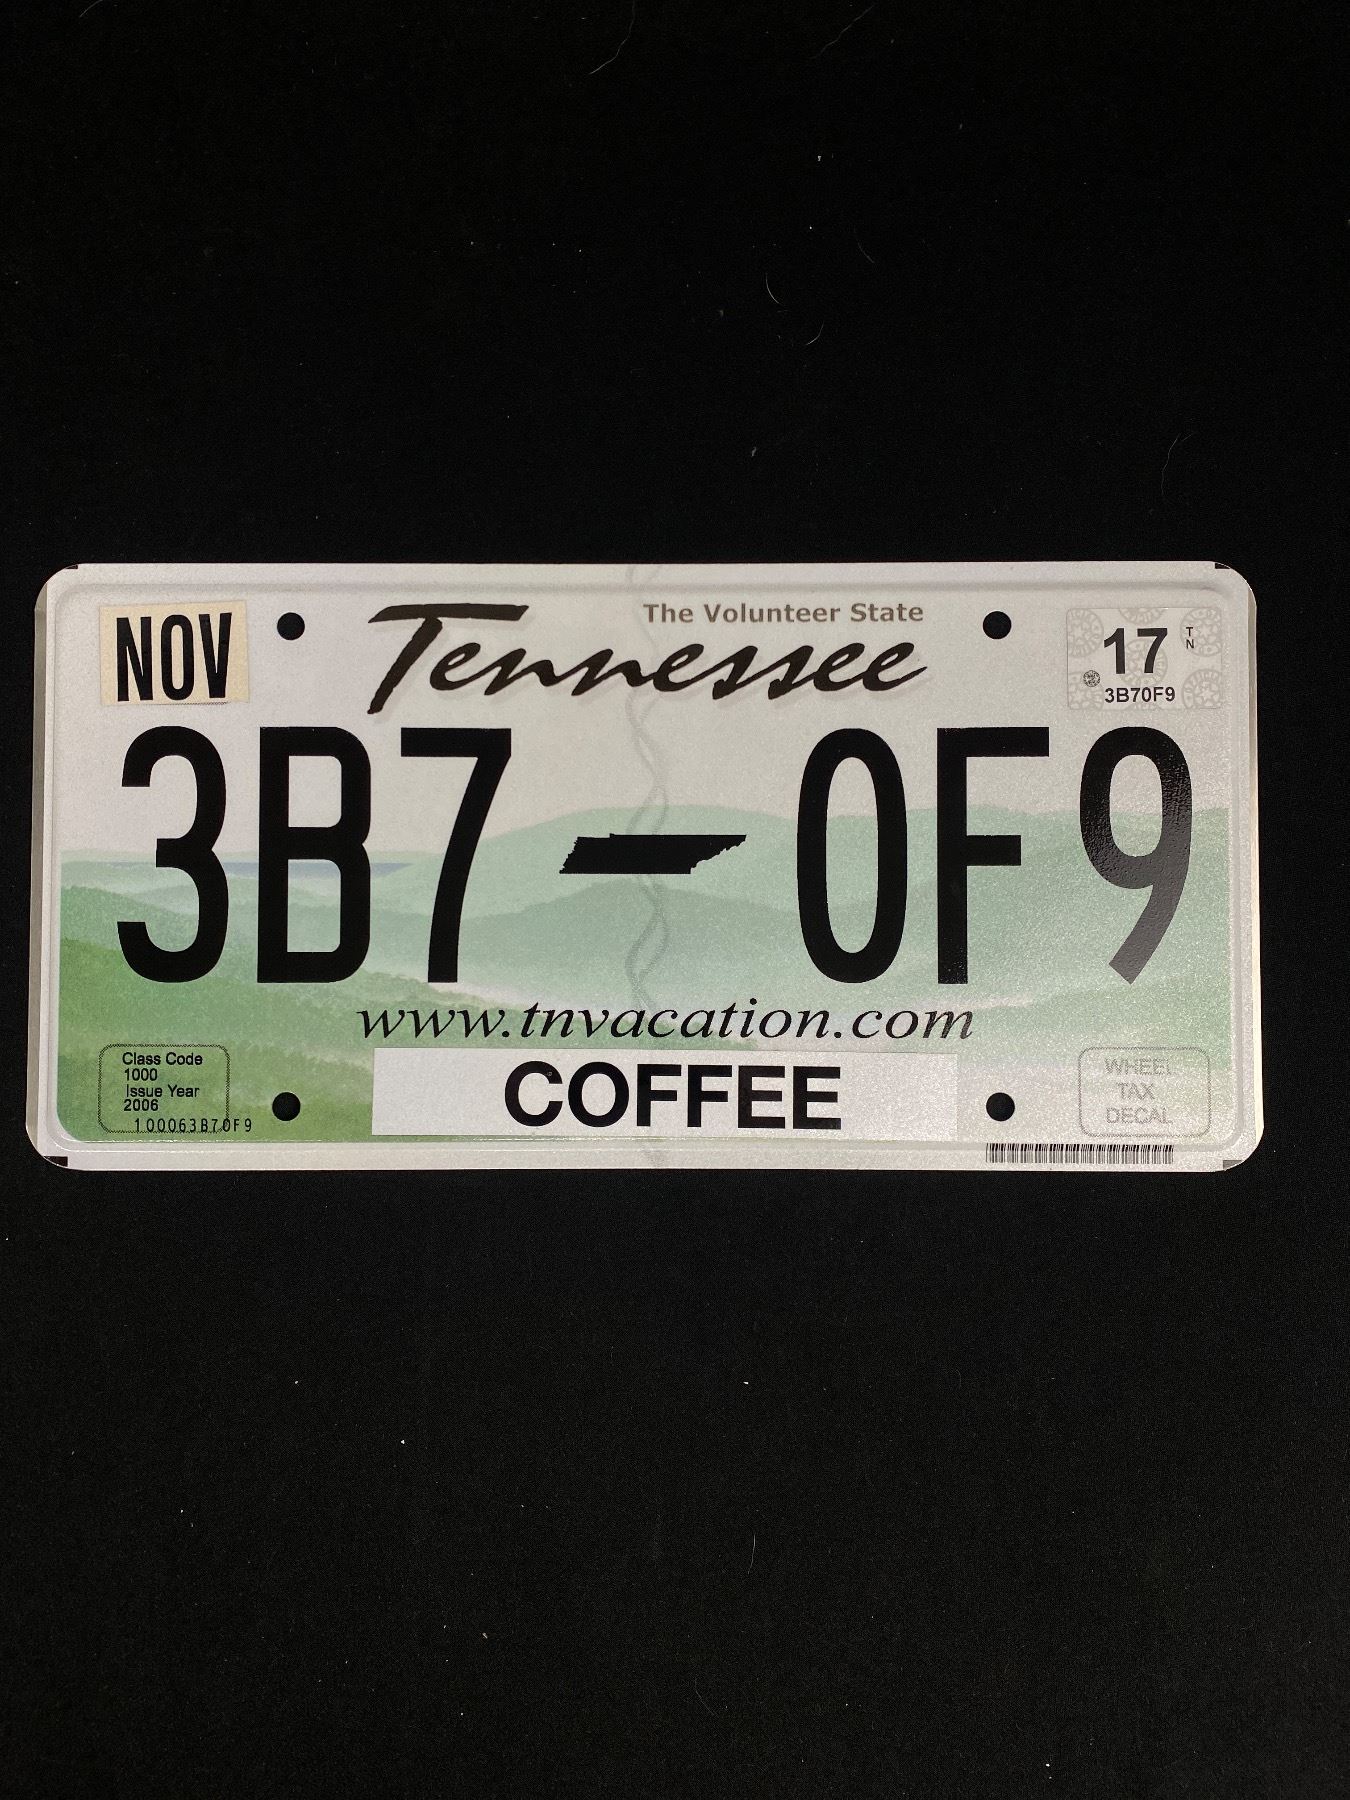 NOV
The Volunteer State
Tennessee
17
TN
3B70F9
3B7 0F9
www.tnvacation.com
Class Code
1000
Issue Year
2006
100063B70F9
COFFEE
WHEEL
TAX
DECAL